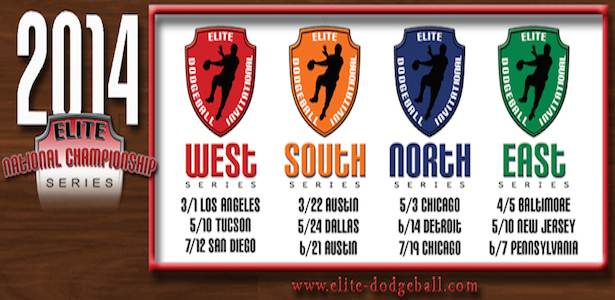 2014
ELITE
NATIONAL CHAMPIONSHIP
SERIES
ELITE
DODGEBALL
INVITATIONAL
WEST
SERIES
3/1 LOS ANGELES
5/10 TUCSON
7/12 SAN DIEGO
ELITE
DODGEBALL
INVITATIONAL
SOUTH
SERIES
3/22 AUSTIN
5/24 DALLAS
6/21 AUSTIN
ELITE
DODGEBALL
INVITATIONAL
NORTH
SERIES
5/3 CHICAGO
6/14 DETROIT
7/19 CHICAGO
ELITE
DODGEBALL
INVITATIONAL
EAST
SERIES
4/5 BALTIMORE
5/10 NEW JERSEY
6/7 PENNSYLVANIA
www.elite-dodgeball.com